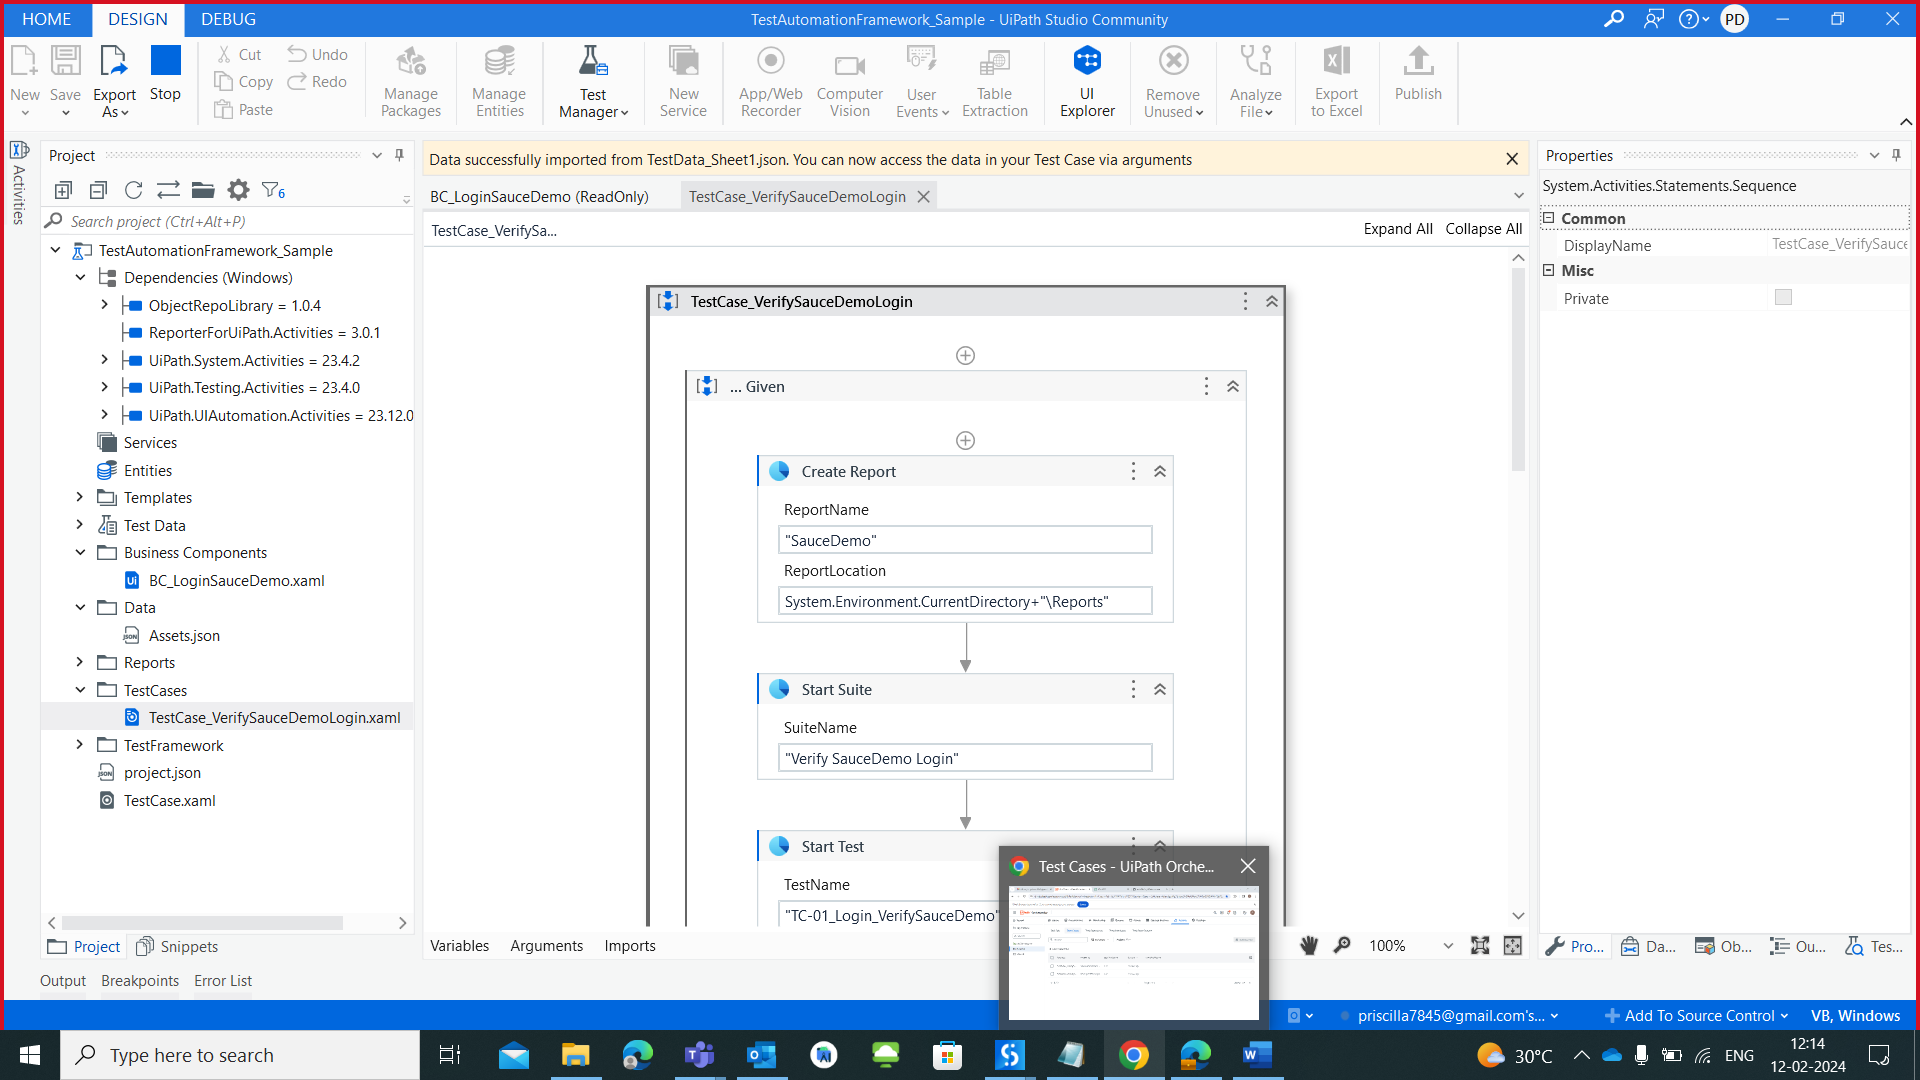 HOME DESIGN DEBUG
TestAutomationFramework_Sample - UiPath Studio Community
PD
New
Save
Export As
Stop
Cut
Copy
Paste
Undo
Redo
Manage Packages
Manage Entities
Test Manager
New Service
App/Web Recorder
Computer Vision
User Events
Table Extraction
UI Explorer
Remove Unused
Analyze File
Export to Excel
Publish
Activities
Project
6
Search project (Ctrl+Alt+P)
TestAutomationFramework_Sample
Dependencies (Windows)
ObjectRepoLibrary = 1.0.4
ReporterForUiPath.Activities = 3.0.1
UiPath.System.Activities = 23.4.2
UiPath.Testing.Activities = 23.4.0
UiPath.UIAutomation.Activities = 23.12.0
Services
Entities
Templates
Test Data
Business Components
BC_LoginSauceDemo.xaml
Data
Assets.json
Reports
TestCases
TestCase_VerifySauceDemoLogin.xaml
TestFramework
project.json
TestCase.xaml
Project
Snippets
Output Breakpoints Error List
Data successfully imported from TestData_Sheet1.json. You can now access the data in your Test Case via arguments
BC_LoginSauceDemo (ReadOnly)
TestCase_VerifySauceDemoLogin
TestCase_VerifySa...
Expand All Collapse All
TestCase_VerifySauceDemoLogin
... Given
Create Report
ReportName
"SauceDemo"
ReportLocation
System.Environment.CurrentDirectory+"\Reports"
Start Suite
SuiteName
"Verify SauceDemo Login"
Start Test
TestName
"TC-01_Login_VerifySauceDemo"
Test Cases - UiPath Orche...
Variables Arguments Imports
100%
Properties
System.Activities.Statements.Sequence
Common
DisplayName TestCase_VerifySauce
Misc
Private
Pro... Da... Ob... Ou... Tes...
priscilla7845@gmail.com's...
Add To Source Control
VB, Windows
Type here to search
30°C
ENG
12:14
12-02-2024